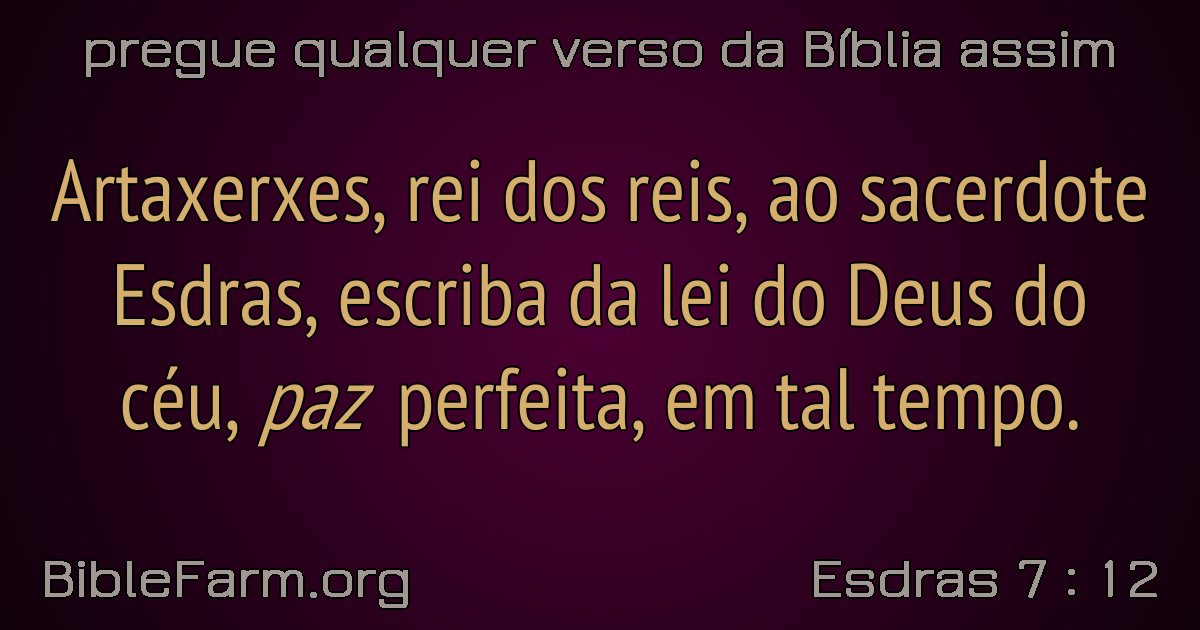 pregue qualquer verso da Bíblia assim
Artaxerxes, rei dos reis, ao sacerdote
Esdras, escriba da lei do Deus do
céu, paz perfeita, em tal tempo.
BibleFarm.org
Esdras 7 : 12